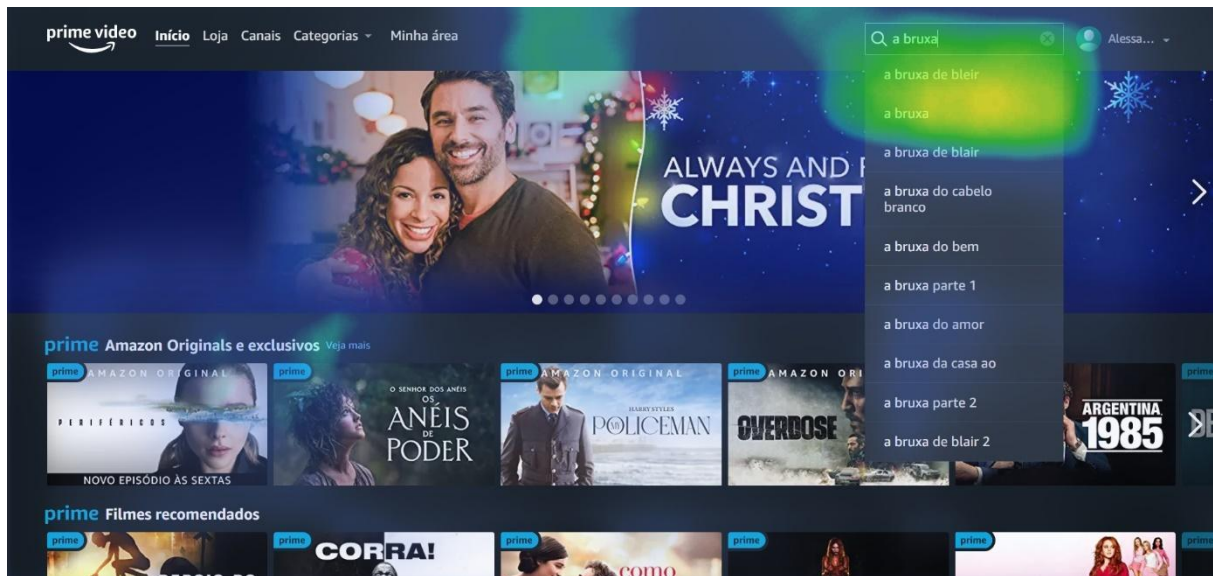 prime video Início Loja Canais Categorias Minha área a bruxa Alessa...
a bruxa de bleir
a bruxa
a bruxa de blair
a bruxa do cabelo
branco
a bruxa do bem
a bruxa parte 1
a bruxa do amor
a bruxa da casa ao
a bruxa parte 2
a bruxa de blair 2
ALWAYS AND
CHRIST
prime Amazon Originals e exclusivos Veja mais
prime AMAZON ORIGINAL
PERIFÉRICOS
NOVO EPISÓDIO ÀS SEXTAS
prime
O SENHOR DOS ANÉIS
OS
ANÉIS
DE
PODER
prime AMAZON ORIGINAL
HARRY STYLES
MY POLICEMAN
prime AMAZON ORI
OVERDOSE
ARGENTINA,
1985
prime
prime Filmes recomendados
prime
prime
CORRA!
prime
como
prime
prime
prime